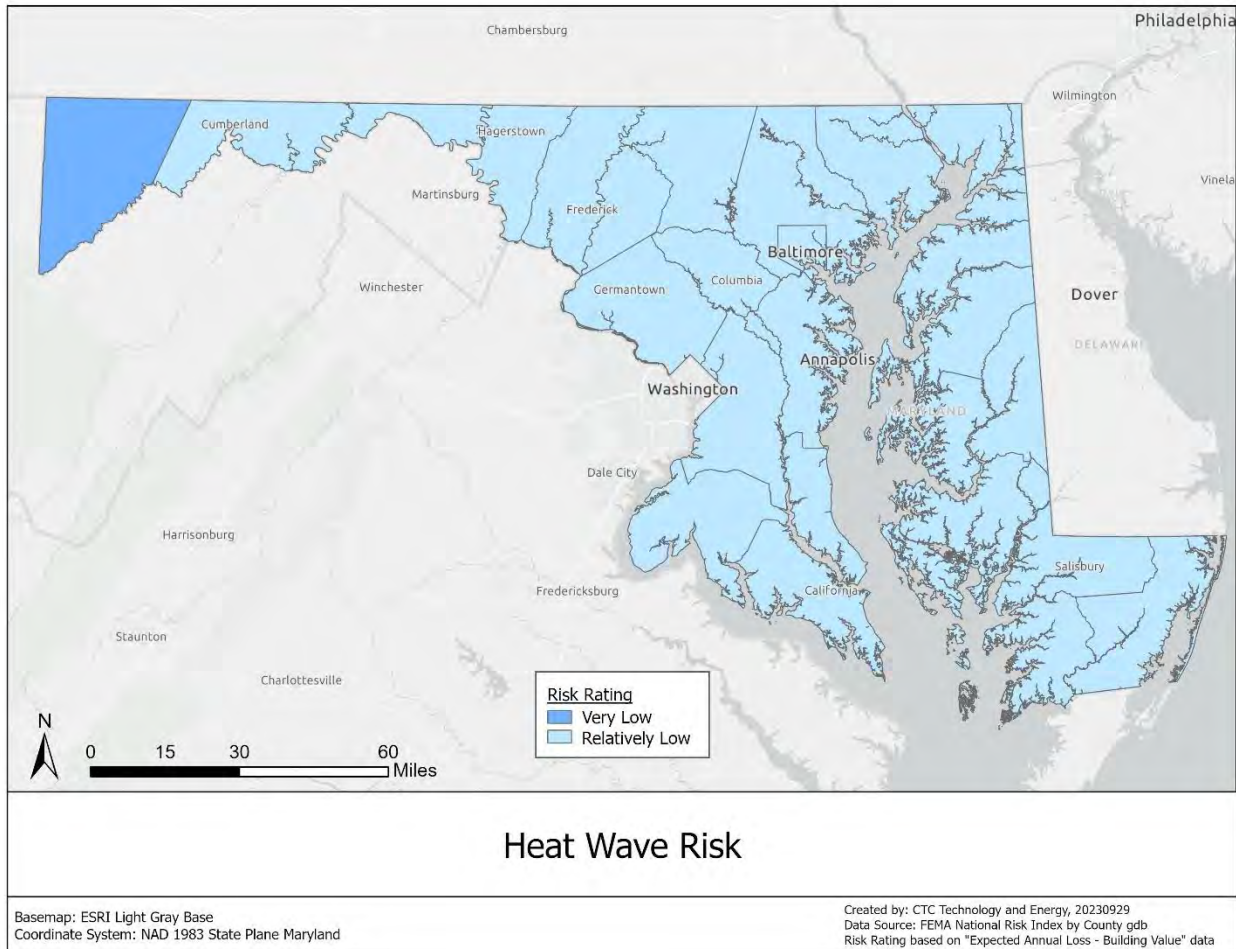 Philadelphia
Chambersburg
Wilmington
Cumberland
Hagerstown
Martinsburg
Frederick
Baltimore
Winchester
Germantown
Columbia
Dover
DELAWAR
Annapolis
Washington
MARYLAND
Dale City
Harrisonburg
Salisbury
Fredericksburg
California
Staunton
Charlottesville
Vinela
Risk Rating
Very Low
Relatively Low
N
0 15 30 60
Miles
Heat Wave Risk
Basemap: ESRI Light Gray Base
Coordinate System: NAD 1983 State Plane Maryland
Created by: CTC Technology and Energy, 20230929
Data Source: FEMA National Risk Index by County gdb
Risk Rating based on "Expected Annual Loss - Building Value" data